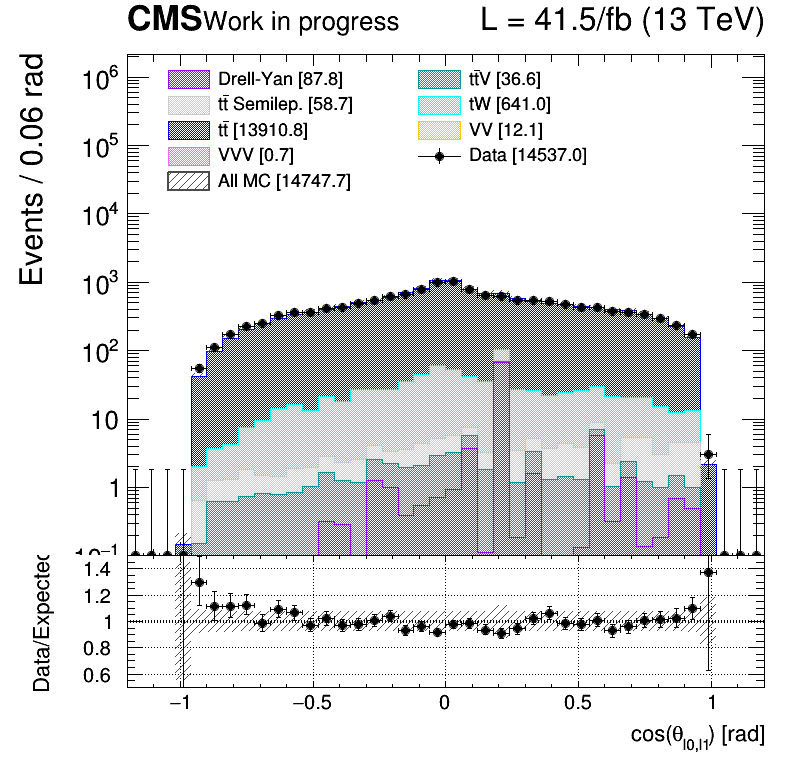 CMS Work in progress L = 41.5/fb (13 TeV)
Events / 0.06 rad
Drell-Yan [87.8]
tt̄ Semilep. [58.7]
tt̄ [13910.8]
VVV [0.7]
All MC [14747.7]
tt̄V [36.6]
tW [641.0]
VV [12.1]
Data [14537.0]
10⁶
10⁵
10⁴
10³
10²
10
1
10⁻¹
Data/Expected
1.4
1.2
1
0.8
0.6
−1 −0.5 0 0.5 1
cos(θl0,l1) [rad]